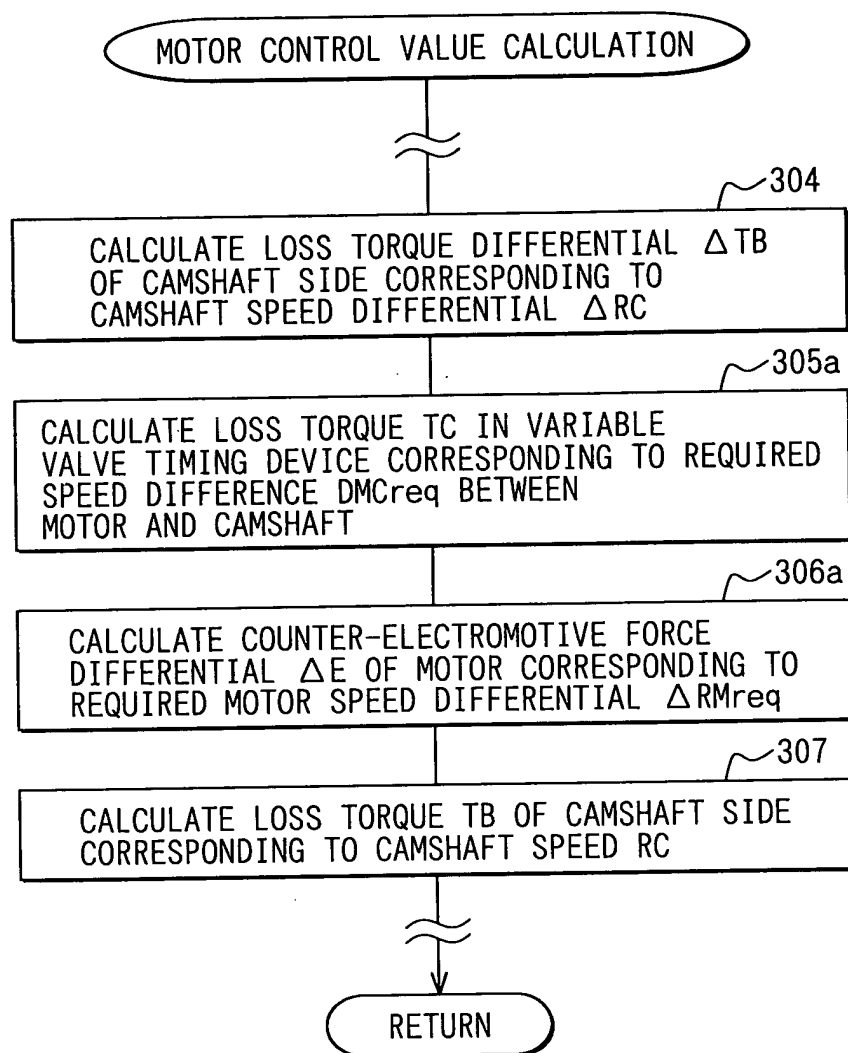 MOTOR CONTROL VALUE CALCULATION
304
CALCULATE LOSS TORQUE DIFFERENTIAL ΔTB
OF CAMSHAFT SIDE CORRESPONDING TO
CAMSHAFT SPEED DIFFERENTIAL ΔRC
305a
CALCULATE LOSS TORQUE TC IN VARIABLE
VALVE TIMING DEVICE CORRESPONDING TO REQUIRED
SPEED DIFFERENCE DMCreq BETWEEN
MOTOR AND CAMSHAFT
306a
CALCULATE COUNTER-ELECTROMOTIVE FORCE
DIFFERENTIAL ΔE OF MOTOR CORRESPONDING TO
REQUIRED MOTOR SPEED DIFFERENTIAL ΔRMreq
307
CALCULATE LOSS TORQUE TB OF CAMSHAFT SIDE
CORRESPONDING TO CAMSHAFT SPEED RC
RETURN